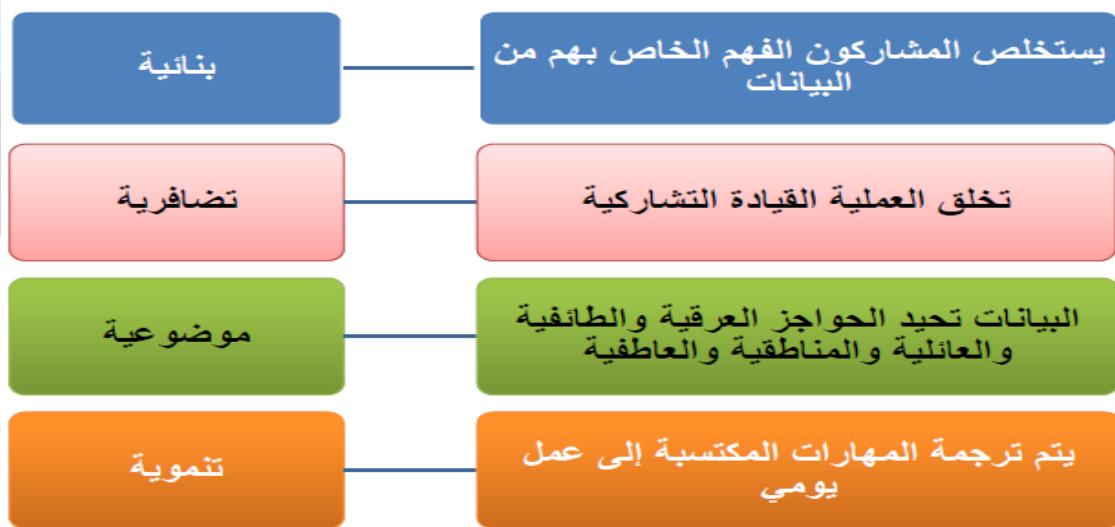 يستخلص المشاركون الفهم الخاص بهم من
البيانات
بنائية
تخلق العملية القيادة التشاركية
تضافرية
البيانات تحيد الحواجز العرقية والطائفية
والعائلية والمناطقية والعاطفية
موضوعية
يتم ترجمة المهارات المكتسبة إلى عمل
يومي
تنموية